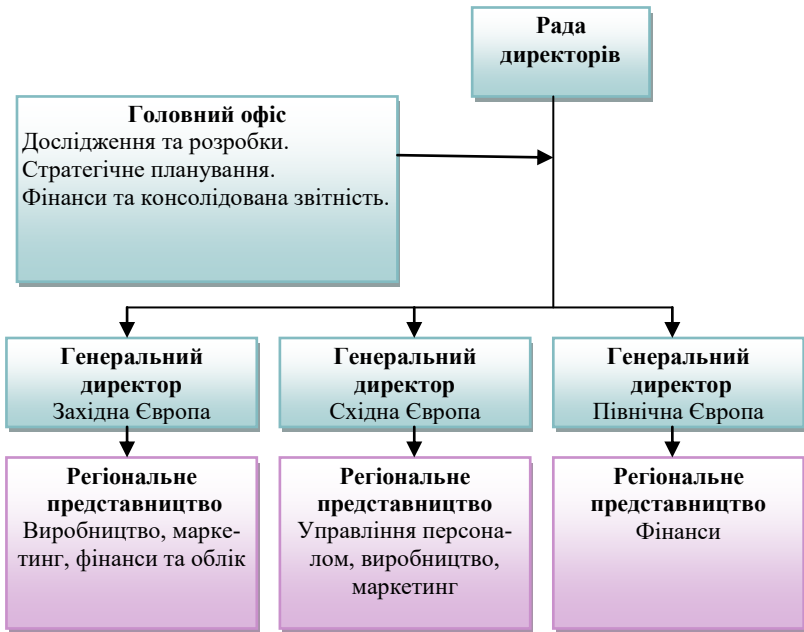 Рада
директорів
Головний офіс
Дослідження та розробки.
Стратегічне планування.
Фінанси та консолідована звітність.
Генеральний
директор
Західна Європа
Генеральний
директор
Східна Європа
Генеральний
директор
Північна Європа
Регіональне
представництво
Виробництво, марке-
тинг, фінанси та облік
Регіональне
представництво
Управління персона-
лом, виробництво,
маркетинг
Регіональне
представництво
Фінанси